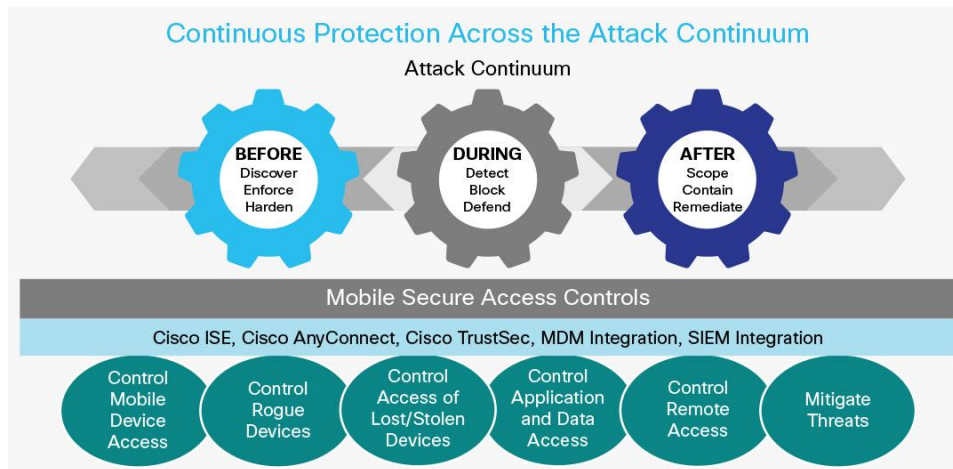 Continuous Protection Across the Attack Continuum
Attack Continuum
BEFORE
Discover
Enforce
Harden
DURING
Detect
Block
Defend
AFTER
Scope
Contain
Remediate
Mobile Secure Access Controls
Cisco ISE, Cisco AnyConnect, Cisco TrustSec, MDM Integration, SIEM Integration
Control
Mobile
Device
Access
Control
Rogue
Devices
Control
Access of
Lost/Stolen
Devices
Control
Application
and Data
Access
Control
Remote
Access
Mitigate
Threats